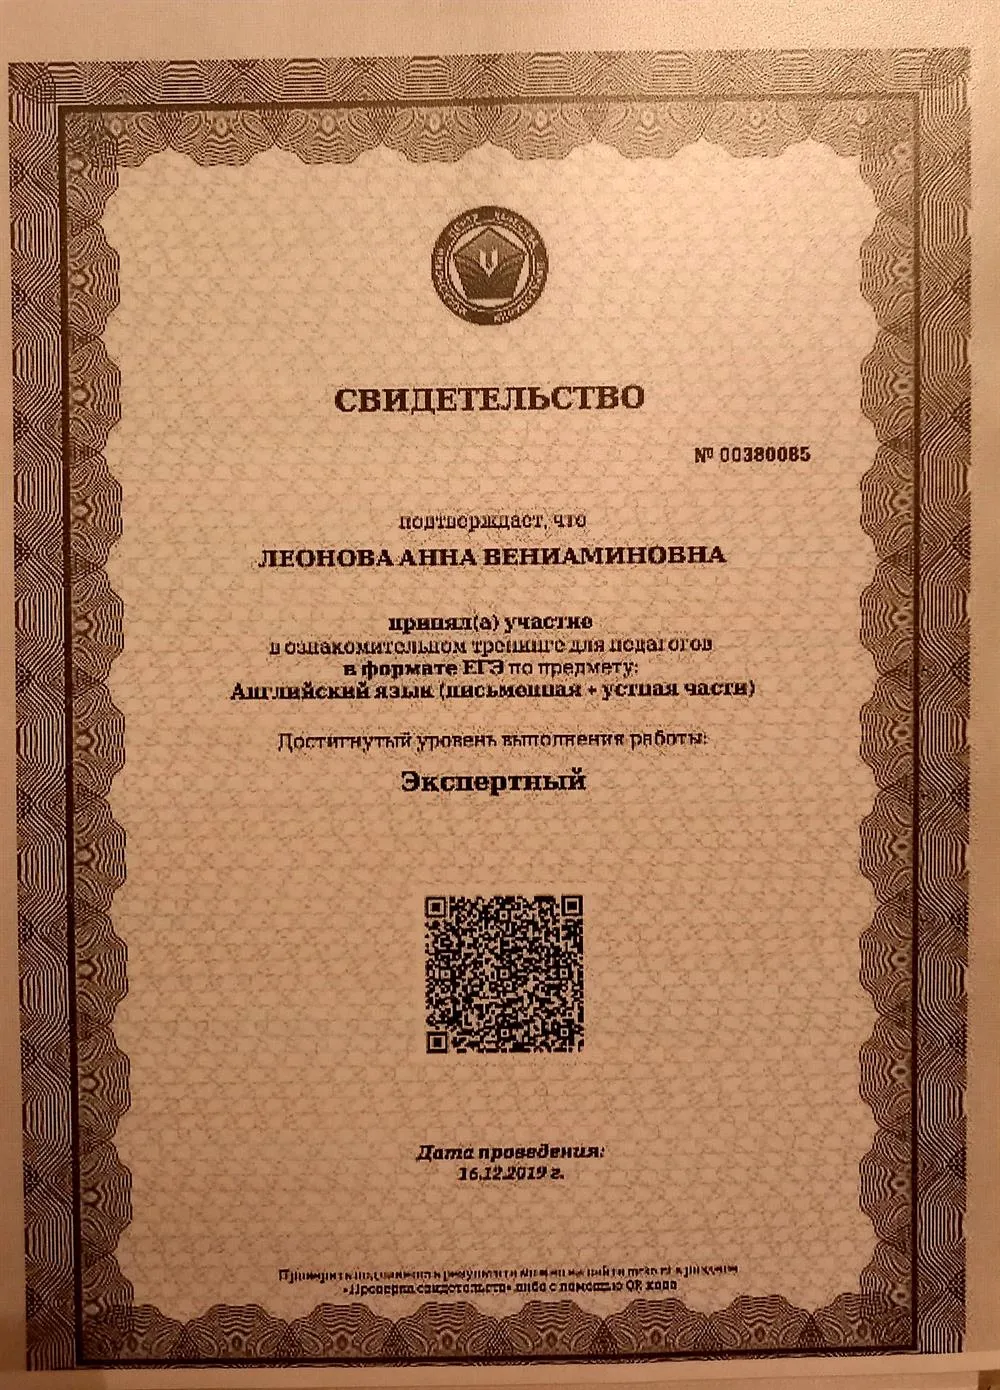 СВИДЕТЕЛЬСТВО
№ 00380085
подтверждает, что
ЛЕОНОВА АННА ВЕНИАМИНОВНА
принял(а) участие
в ознакомительном тренинге для педагогов
в формате ЕГЭ по предмету:
Английский язык (письменная + устная части)
Достигнутый уровень выполнения работы:
Экспертный
Дата проведения:
16.12.2019 г.
«Проверка свидетельств» либо с помощью QR кода